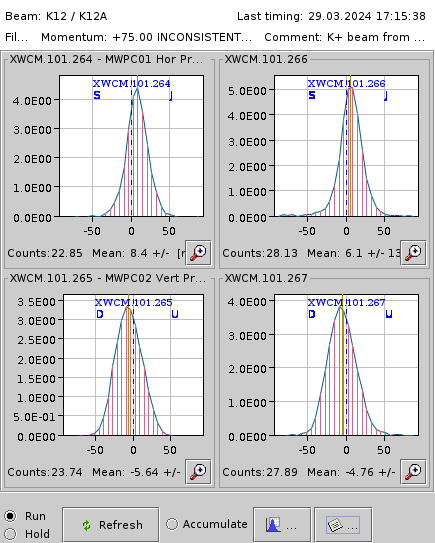 Beam: K12 / K12A Last timing: 29.03.2024 17:15:38
Fil... Momentum: +75.00 INCONSISTENT... Comment: K+ beam from ...
XWCM.101.264 - MWPC01 Hor Pr... XWCM.101.266
XWCM.101.264 XWCM.101.266
S J S J
4.0E00 5.0E00
3.0E00 4.0E00
2.0E00 3.0E00
1.0E00 2.0E00
0.0E00 1.0E00
0.0E00
-50 0 50 -50 0 50
Counts:22.85 Mean: 8.4 +/- [r Counts:28.13 Mean: 6.1 +/- 13
XWCM.101.265 - MWPC02 Vert Pr... XWCM.101.267
XWCM.101.265 XWCM.101.267
D U D U
3.5E00 4.0E00
3.0E00 3.0E00
2.5E00 2.0E00
2.0E00 1.0E00
1.5E00 0.0E00
1.0E00
5.0E-01
0.0E00
-50 0 50 -50 0 50
Counts:23.74 Mean: -5.64 +/- Counts:27.89 Mean: -4.76 +/-
Run
Hold
Refresh Accumulate ... ...